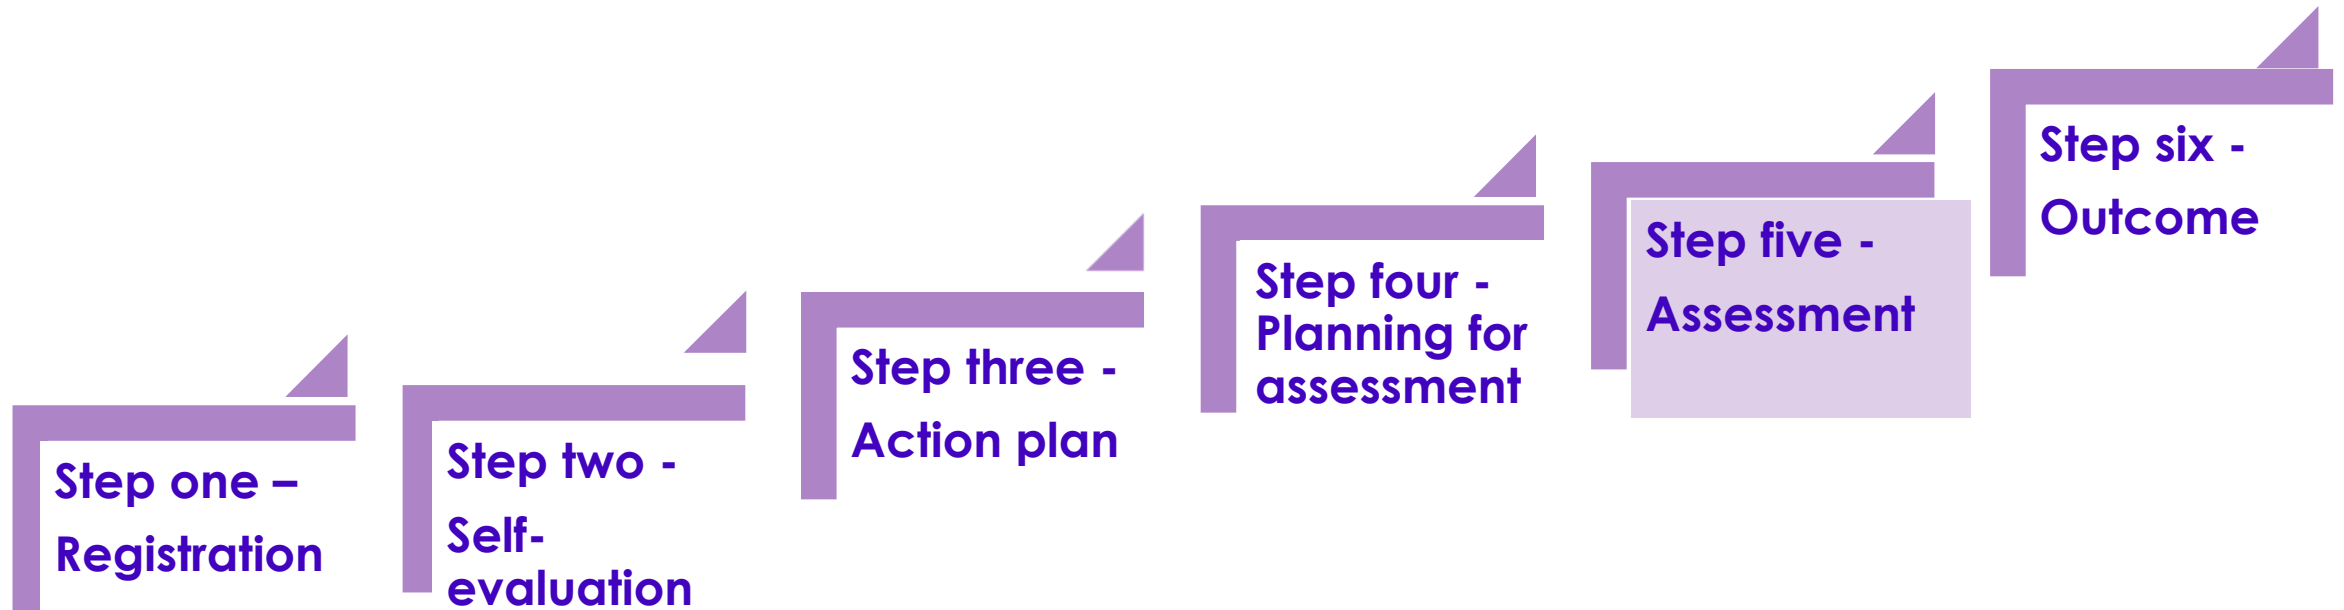 Step one –
Registration
Step two -
Self-
evaluation
Step three -
Action plan
Step four -
Planning for
assessment
Step five -
Assessment
Step six -
Outcome